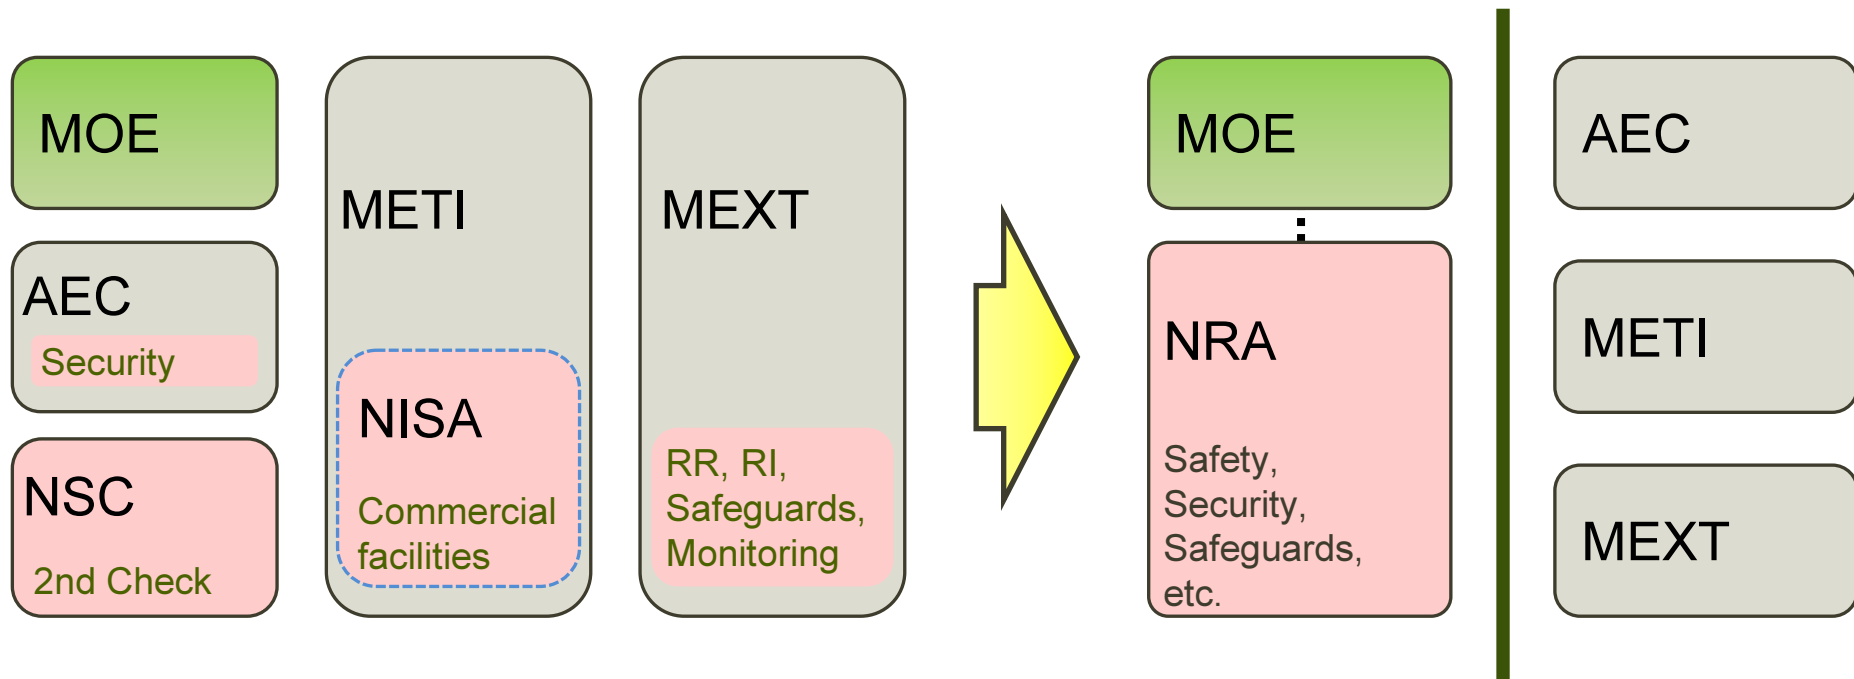 MOE
AEC
Security
NSC
2nd Check
METI
NISA
Commercial
facilities
MEXT
RR, RI,
Safeguards,
Monitoring
MOE
NRA
Safety,
Security,
Safeguards,
etc.
AEC
METI
MEXT